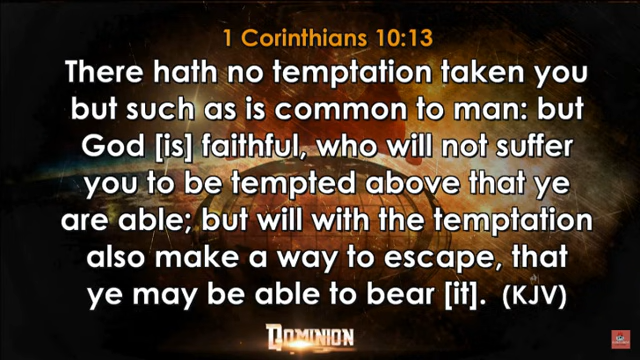 1 Corinthians 10:13
There hath no temptation taken you
but such as is common to man: but
God [is] faithful, who will not suffer
you to be tempted above that ye
are able; but will with the temptation
also make a way to escape, that
ye may be able to bear [it]. (KJV)
DOMINION